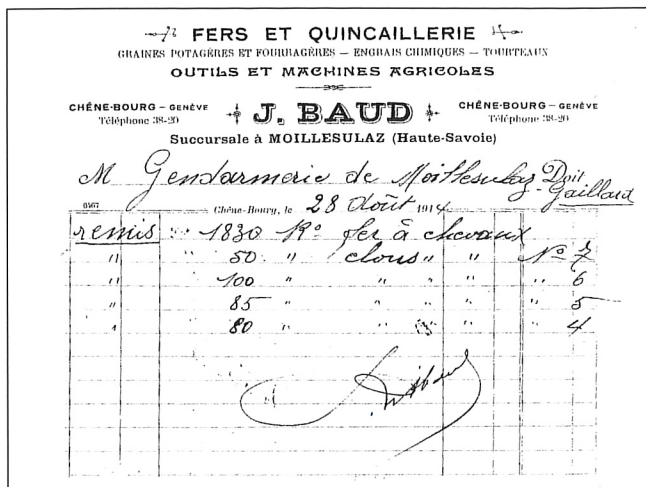 FERS ET QUINCAILLERIE
GRAINES POTAGÈRES ET FOURRAGÈRES — ENGRAIS CHIMIQUES — TOURTEAUX
OUTILS ET MACHINES AGRICOLES
CHÊNE-BOURG – GENÈVE J. BAUD CHÊNE-BOURG – GENÈVE
Téléphone 38-20 Téléphone 38-20
Succursale à MOILLESULAZ (Haute-Savoie)
M Gendarmerie de Moillesulaz Doit
Gaillard
Chêne-Bourg, le 28 Août 1914
remis 1830 Ko fer à chevaux
" " 50 " clous " " No 7
" " 100 " " " " " 6
" " 85 " " " " " 5
" " 80 " " " " 4